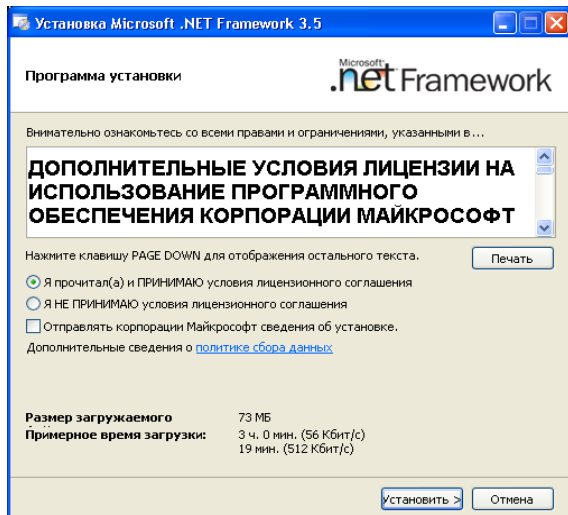 Установка Microsoft .NET Framework 3.5
Программа установки
Microsoft
.net Framework
Внимательно ознакомьтесь со всеми правами и ограничениями, указанными в...
ДОПОЛНИТЕЛЬНЫЕ УСЛОВИЯ ЛИЦЕНЗИИ НА
ИСПОЛЬЗОВАНИЕ ПРОГРАММНОГО
ОБЕСПЕЧЕНИЯ КОРПОРАЦИИ МАЙКРОСОФТ
Нажмите клавишу PAGE DOWN для отображения остального текста.
Печать
Я прочитал(а) и ПРИНИМАЮ условия лицензионного соглашения
Я НЕ ПРИНИМАЮ условия лицензионного соглашения
Отправлять корпорации Майкрософт сведения об установке.
Дополнительные сведения о политике сбора данных
Размер загружаемого 73 МБ
Примерное время загрузки: 3 ч. 0 мин. (56 Кбит/с)
19 мин. (512 Кбит/с)
Установить > Отмена